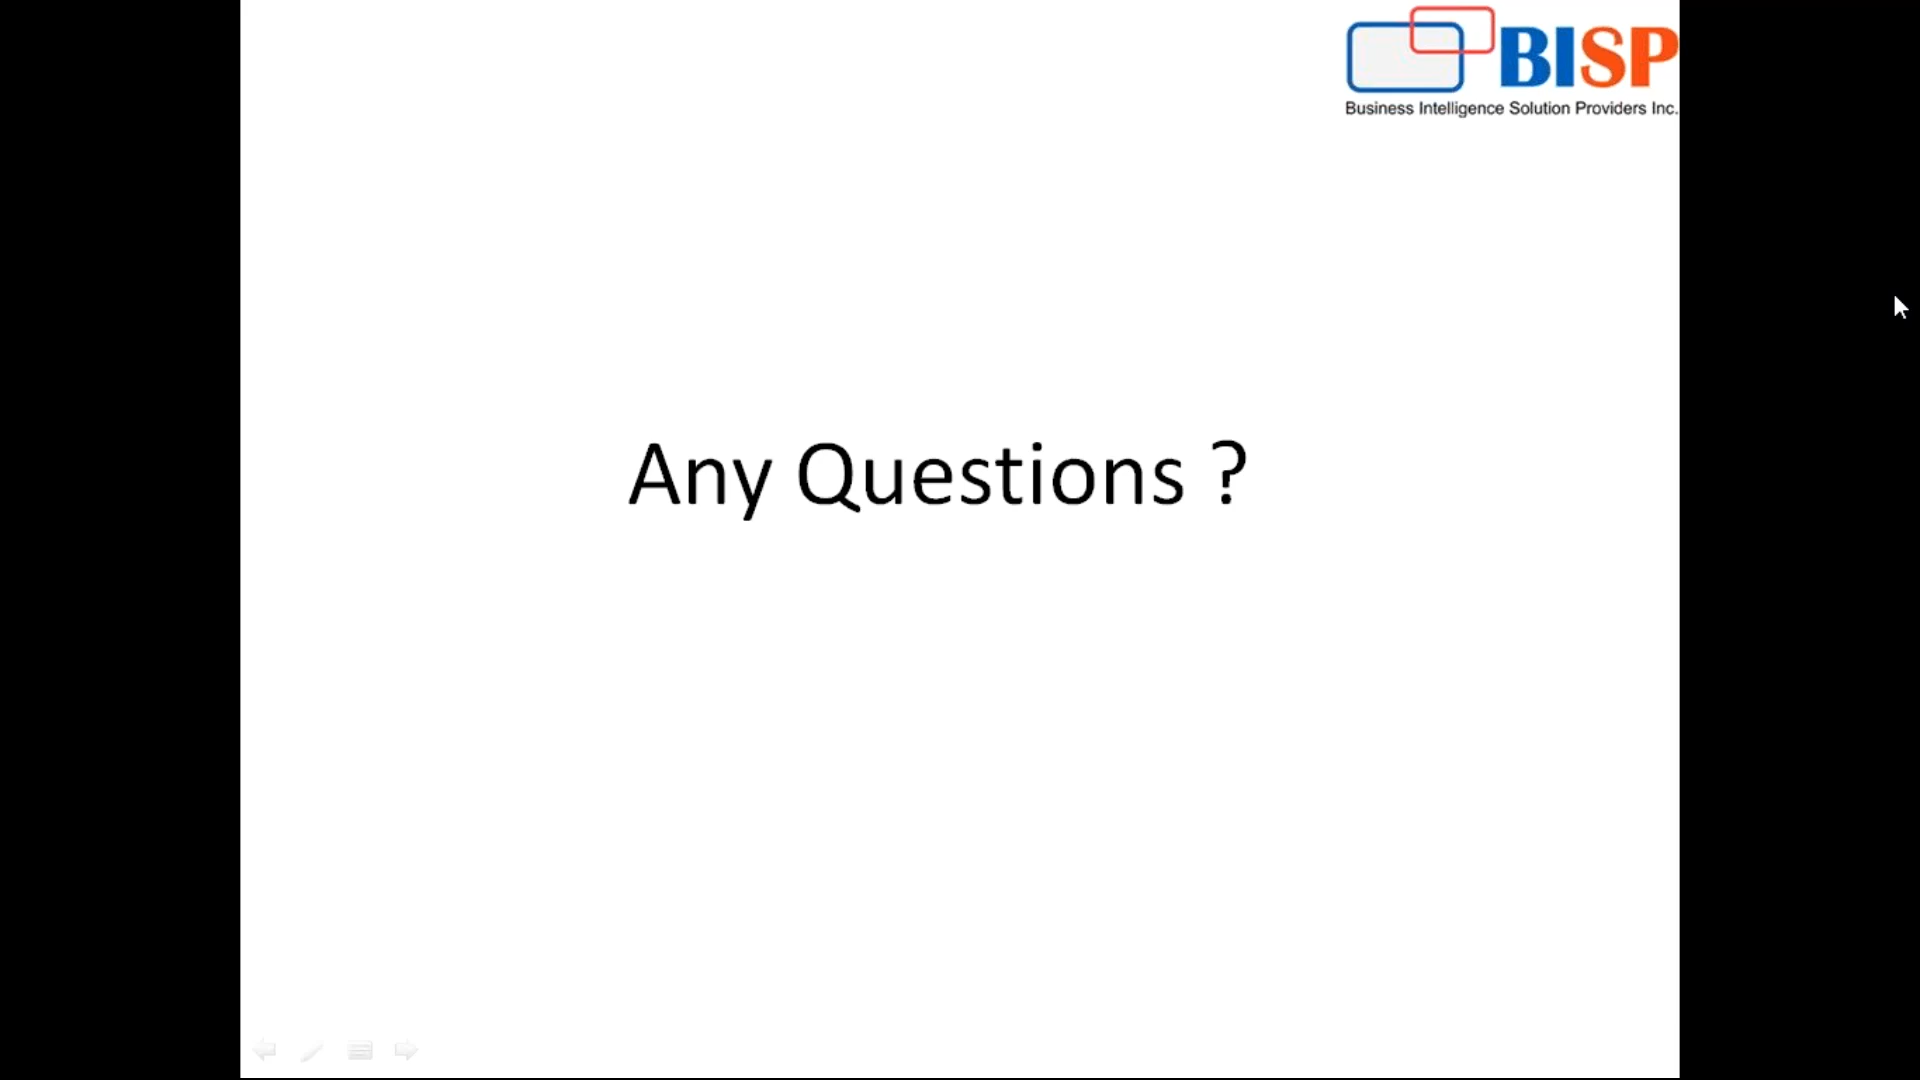 BISP
Business Intelligence Solution Providers Inc.
Any Questions ?